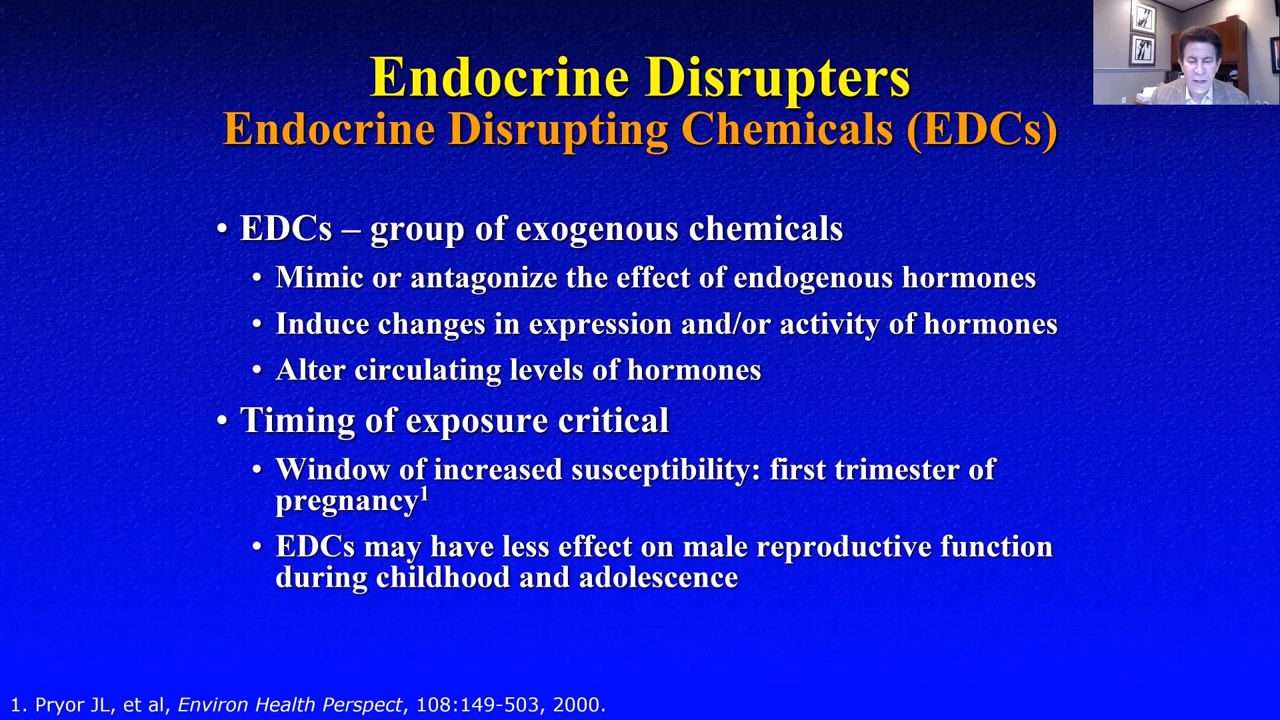 Endocrine Disrupters
Endocrine Disrupting Chemicals (EDCs)
• EDCs – group of exogenous chemicals
• Mimic or antagonize the effect of endogenous hormones
• Induce changes in expression and/or activity of hormones
• Alter circulating levels of hormones
• Timing of exposure critical
• Window of increased susceptibility: first trimester of
pregnancy¹
• EDCs may have less effect on male reproductive function
during childhood and adolescence
1. Pryor JL, et al, Environ Health Perspect, 108:149-503, 2000.